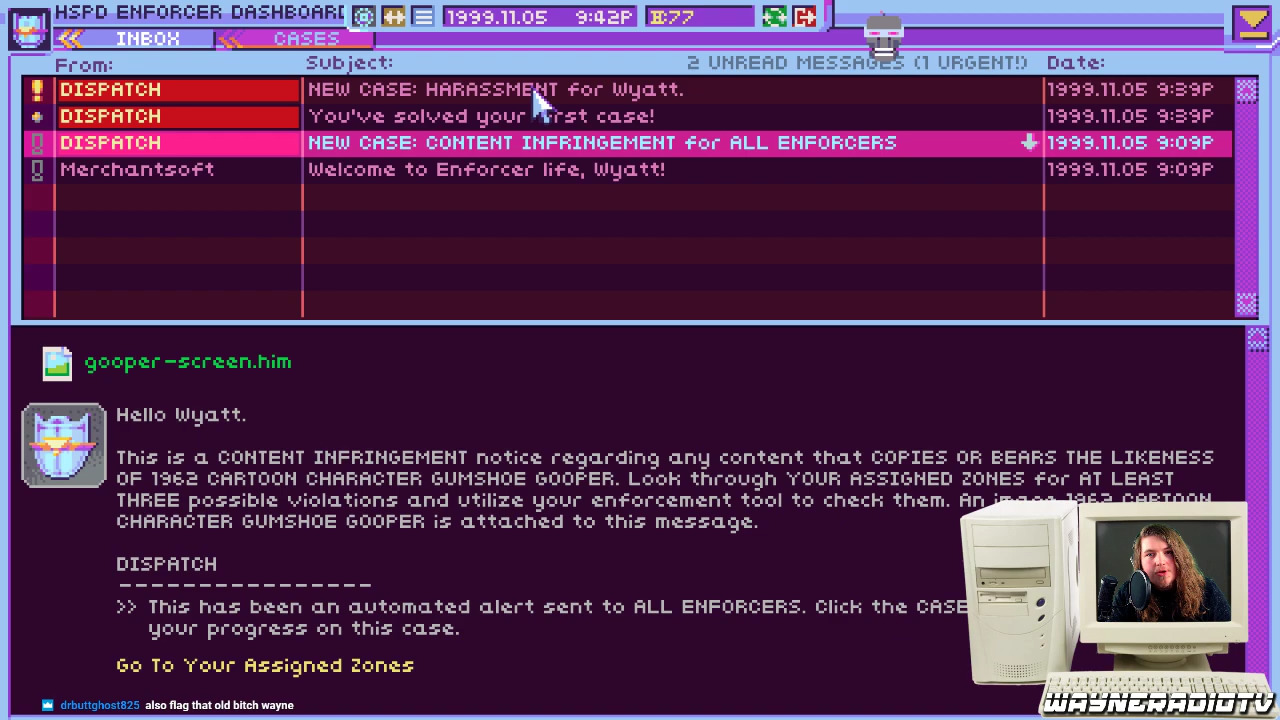 HSPD ENFORCER DASHBOARD
1999.11.05 9:42P
77
INBOX
CASES
From:
Subject:
2 UNREAD MESSAGES (1 URGENT!)
Date:
DISPATCH
NEW CASE: HARASSMENT for Wyatt.
1999.11.05 9:39P
DISPATCH
You've solved your first case!
1999.11.05 9:39P
DISPATCH
NEW CASE: CONTENT INFRINGEMENT for ALL ENFORCERS
1999.11.05 9:09P
Merchantsoft
Welcome to Enforcer life, Wyatt!
1999.11.05 9:09P
gooper-screen.him
Hello Wyatt.
This is a CONTENT INFRINGEMENT notice regarding any content that COPIES OR BEARS THE LIKENESS
OF 1962 CARTOON CHARACTER GUMSHOE GOOPER. Look through YOUR ASSIGNED ZONES for AT LEAST
THREE possible violations and utilize your enforcement tool to check them. An image 1962 CARTOON
CHARACTER GUMSHOE GOOPER is attached to this message.
DISPATCH
----------------
>> This has been an automated alert sent to ALL ENFORCERS. Click the CASE
your progress on this case.
Go To Your Assigned Zones
drbuttghost825 also flag that old bitch wayne
WAYNERADIOTV